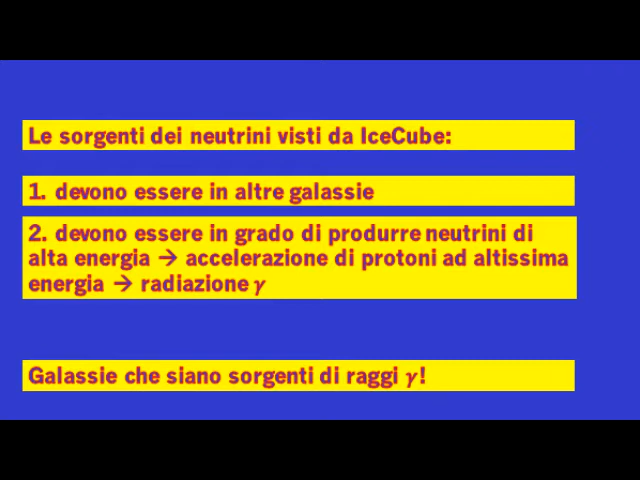 Le sorgenti dei neutrini visti da IceCube:
1. devono essere in altre galassie
2. devono essere in grado di produrre neutrini di
alta energia → accelerazione di protoni ad altissima
energia → radiazione γ
Galassie che siano sorgenti di raggi γ!